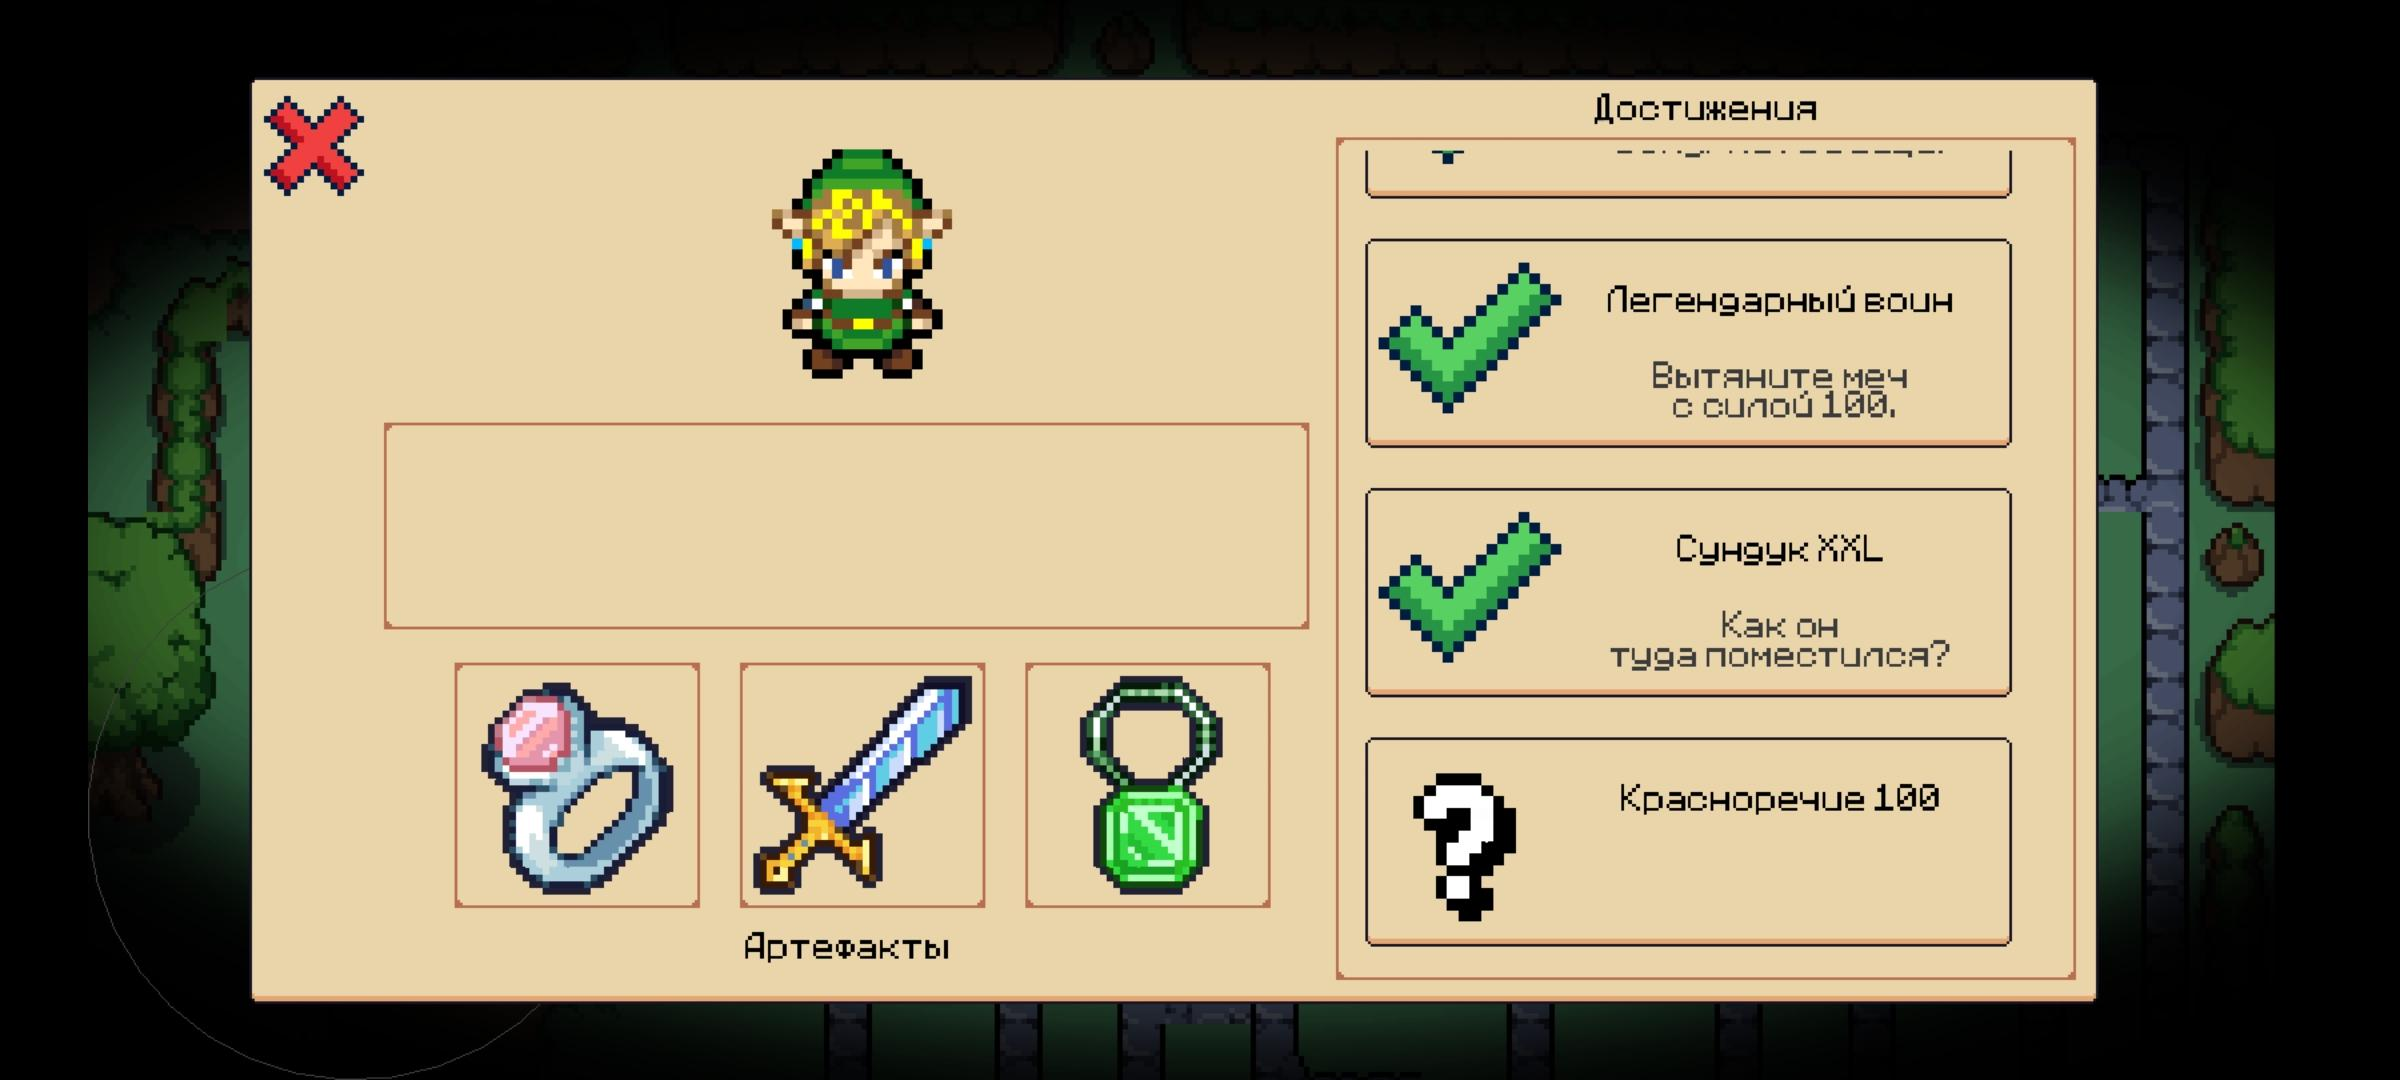 Достижения
Легендарный воин
Вытяните меч
с силой 100.
Сундук XXL
Как он
туда поместился?
Красноречие 100
Артефакты